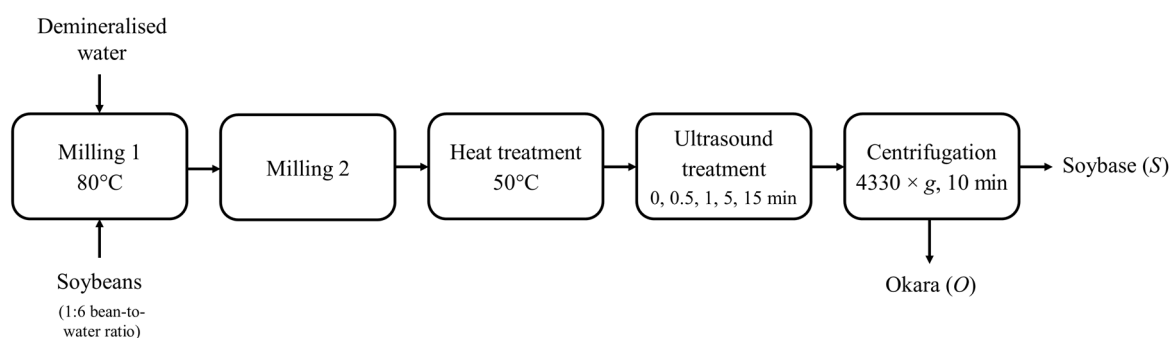 Demineralised
water
Milling 1
80°C
Soybeans
(1:6 bean-to-
water ratio)
Milling 2
Heat treatment
50°C
Ultrasound
treatment
0, 0.5, 1, 5, 15 min
Centrifugation
4330 × g, 10 min
Soybase (S)
Okara (O)